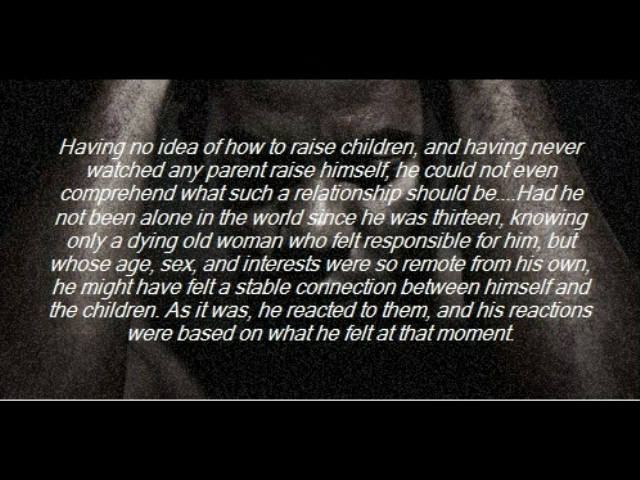 Having no idea of how to raise children, and having never
watched any parent raise himself, he could not even
comprehend what such a relationship should be....Had he
not been alone in the world since he was thirteen, knowing
only a dying old woman who felt responsible for him, but
whose age, sex, and interests were so remote from his own,
he might have felt a stable connection between himself and
the children. As it was, he reacted to them, and his reactions
were based on what he felt at that moment.